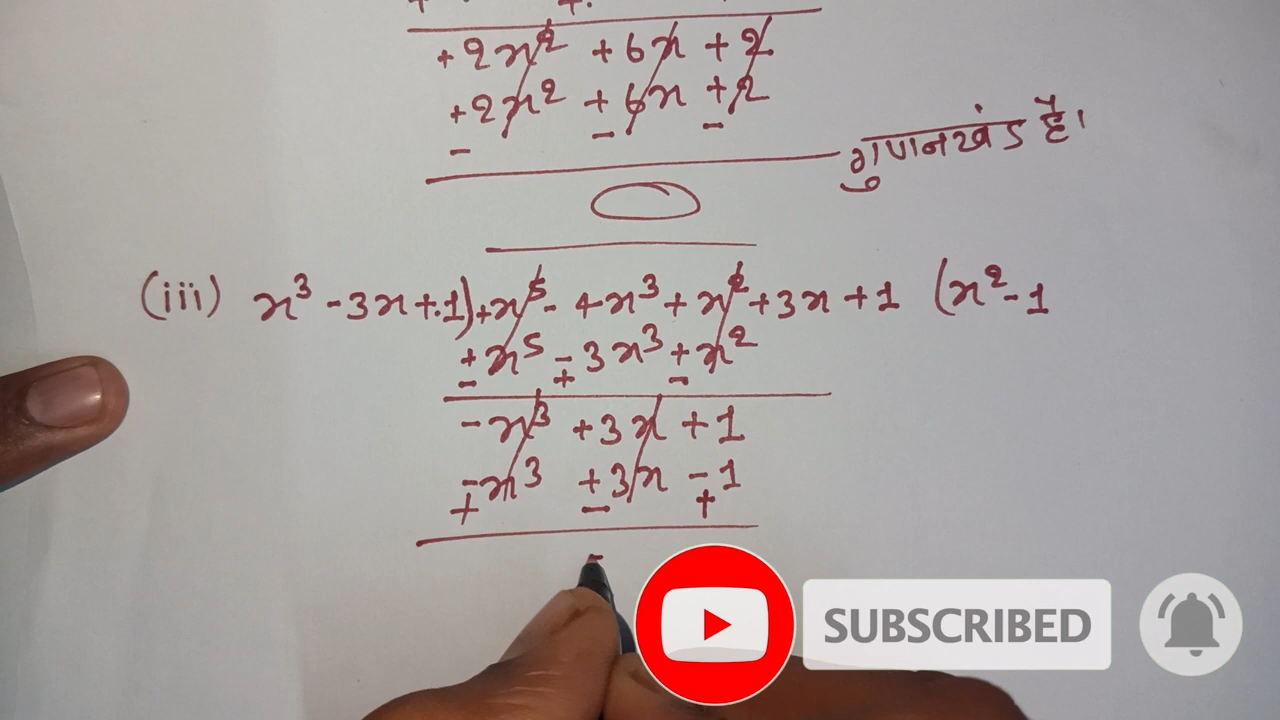 +2x² +6x +2
+2x² +6x +2
- - -
गुणनखंड है।
(iii) x³ -3x +1) +x⁵ - 4x³ + x² +3x +1 (x² -1
+x⁵ -3x³ +x²
- + -
-x³ +3x +1
-x³ +3x -1
+ - +
SUBSCRIBED